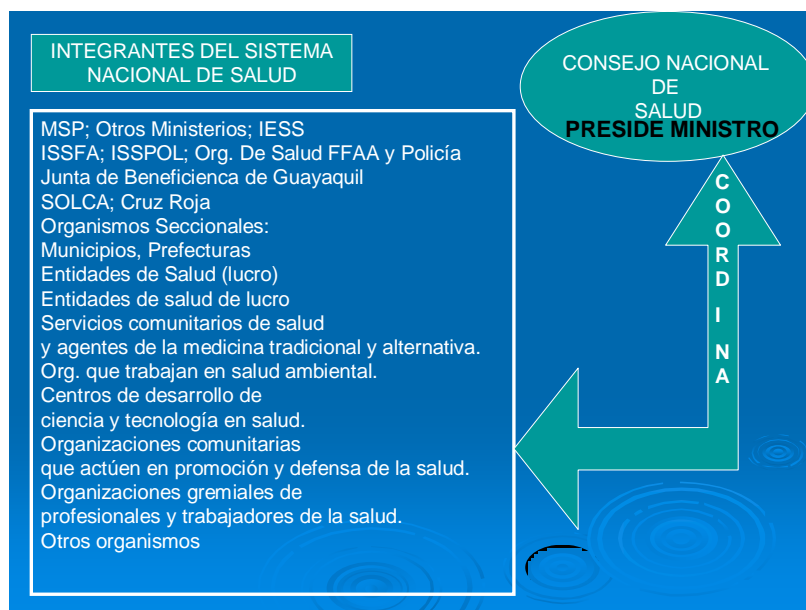 INTEGRANTES DEL SISTEMA
NACIONAL DE SALUD
CONSEJO NACIONAL
DE
SALUD
PRESIDE MINISTRO
MSP; Otros Ministerios; IESS
ISSFA; ISSPOL; Org. De Salud FFAA y Policía
Junta de Beneficienca de Guayaquil
SOLCA; Cruz Roja
Organismos Seccionales:
Municipios, Prefecturas
Entidades de Salud (lucro)
Entidades de salud de lucro
Servicios comunitarios de salud
y agentes de la medicina tradicional y alternativa.
Org. que trabajan en salud ambiental.
Centros de desarrollo de
ciencia y tecnología en salud.
Organizaciones comunitarias
que actúen en promoción y defensa de la salud.
Organizaciones gremiales de
profesionales y trabajadores de la salud.
Otros organismos
COORDINA